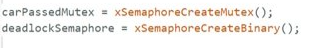 carPassedMutex = xSemaphoreCreateMutex();
deadlockSemaphore = xSemaphoreCreateBinary();